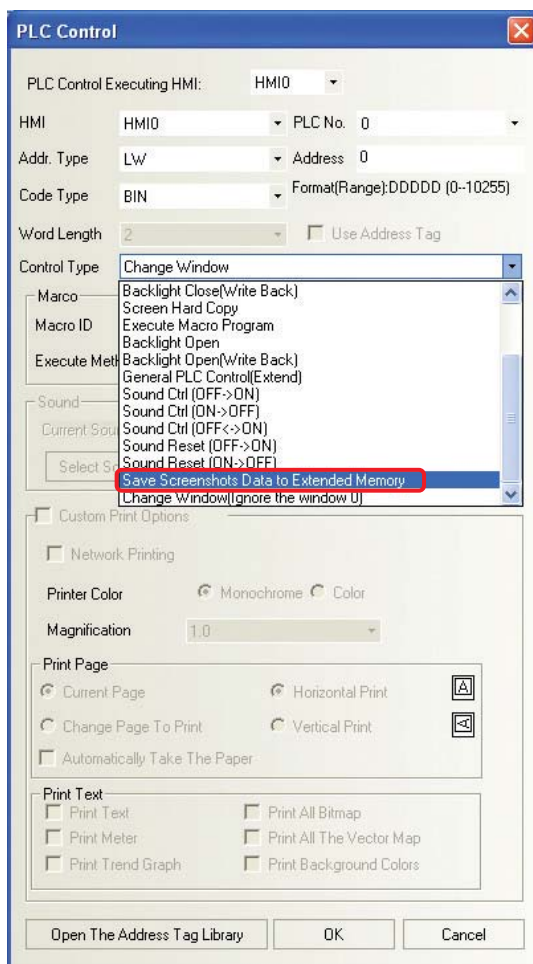 PLC Control
PLC Control Executing HMI: HMI0
HMI HMI0 PLC No. 0
Addr. Type LW Address 0
Code Type BIN Format(Range):DDDDD (0--10255)
Word Length 2 Use Address Tag
Control Type Change Window
Marco
Backlight Close(Write Back)
Screen Hard Copy
Macro ID Execute Macro Program
Backlight Open
Execute Meth Backlight Open(Write Back)
General PLC Control(Extend)
Sound Sound Ctrl (OFF->ON)
Sound Ctrl (ON->OFF)
Current Sou Sound Ctrl (OFF<->ON)
Sound Reset (OFF->ON)
Select S Sound Reset (ON->OFF)
Save Screenshots Data to Extended Memory
Change Window(Ignore the window 0)
Custom Print Options
Network Printing
Printer Color Monochrome Color
Magnification 1.0
Print Page
Current Page Horizontal Print A
Change Page To Print Vertical Print A
Automatically Take The Paper
Print Text
Print Text Print All Bitmap
Print Meter Print All The Vector Map
Print Trend Graph Print Background Colors
Open The Address Tag Library OK Cancel